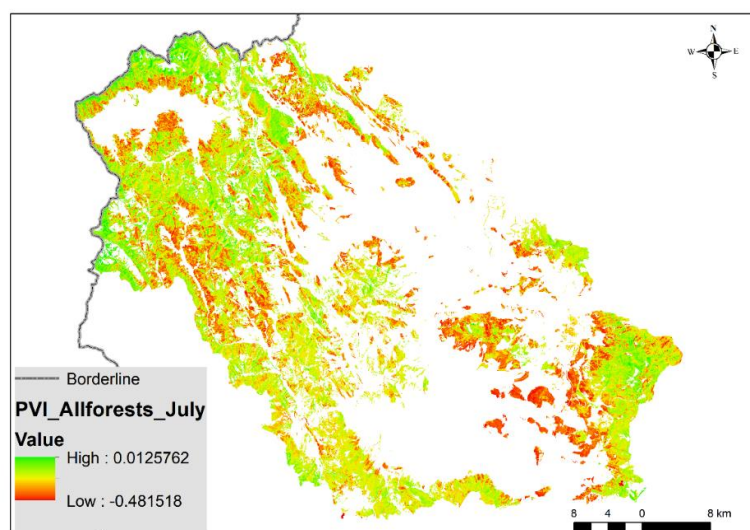 N
W E
S
Borderline
PVI_Allforests_July
Value
High : 0.0125762
Low : -0.481518
8 4 0 8 km